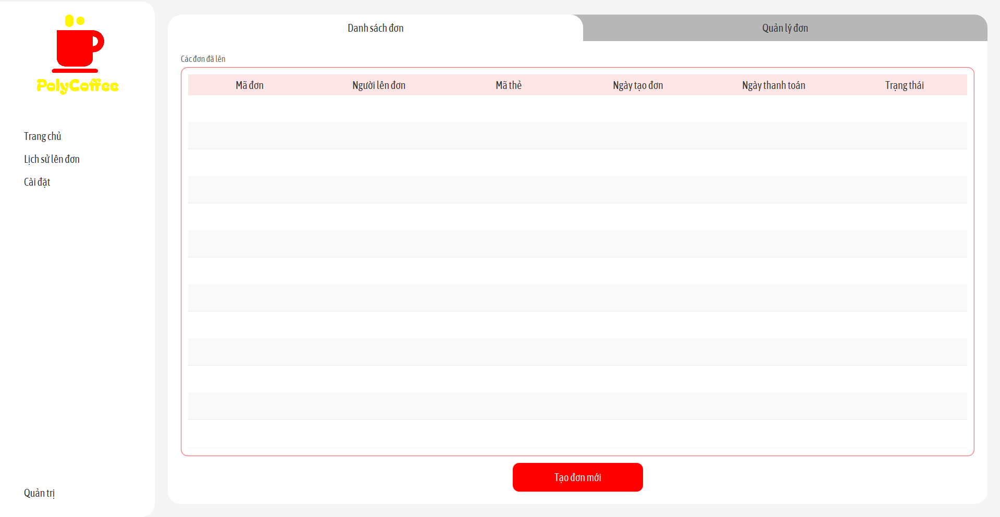 PolyCoffee
Trang chủ
Lịch sử lên đơn
Cài đặt
Quản trị
Danh sách đơn
Quản lý đơn
Các đơn đã lên
Mã đơn
Người lên đơn
Mã thẻ
Ngày tạo đơn
Ngày thanh toán
Trạng thái
Tạo đơn mới